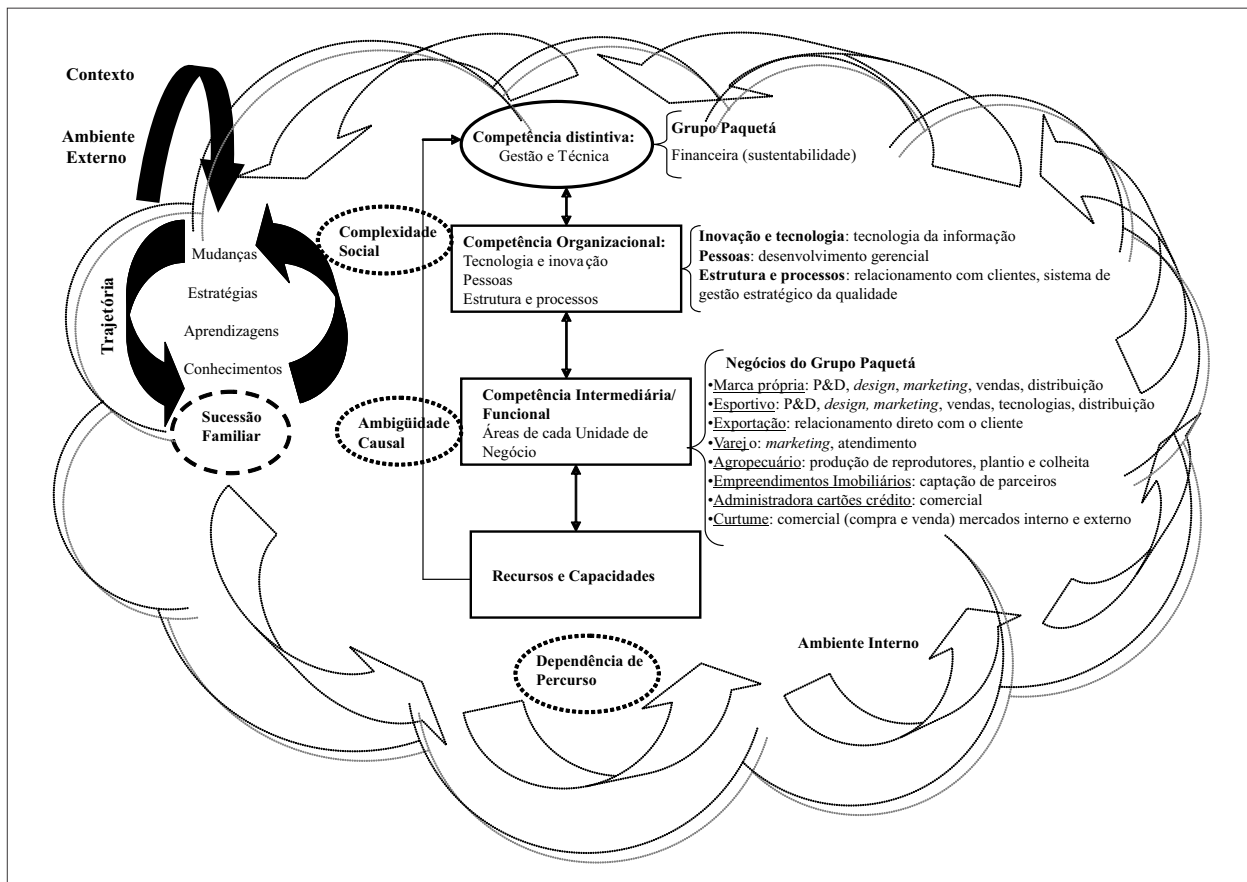 Contexto
Ambiente
Externo
Trajetória
Mudanças
Estratégias
Aprendizagens
Conhecimentos
Sucessão
Familiar
Competência distintiva:
Gestão e Técnica
Grupo Paquetá
Financeira (sustentabilidade)
Complexidade
Social
Competência Organizacional:
Tecnologia e inovação
Pessoas
Estrutura e processos
Inovação e tecnologia: tecnologia da informação
Pessoas: desenvolvimento gerencial
Estrutura e processos: relacionamento com clientes, sistema de
gestão estratégico da qualidade
Ambigüidade
Causal
Competência Intermediária/
Funcional
Áreas de cada Unidade de
Negócio
Negócios do Grupo Paquetá
•Marca própria: P&D, design, marketing, vendas, distribuição
•Esportivo: P&D, design, marketing, vendas, tecnologias, distribuição
•Exportação: relacionamento direto com o cliente
•Varejo: marketing, atendimento
•Agropecuário: produção de reprodutores, plantio e colheita
•Empreendimentos Imobiliários: captação de parceiros
•Administradora cartões crédito: comercial
•Curtume: comercial (compra e venda) mercados interno e externo
Recursos e Capacidades
Dependência de
Percurso
Ambiente Interno